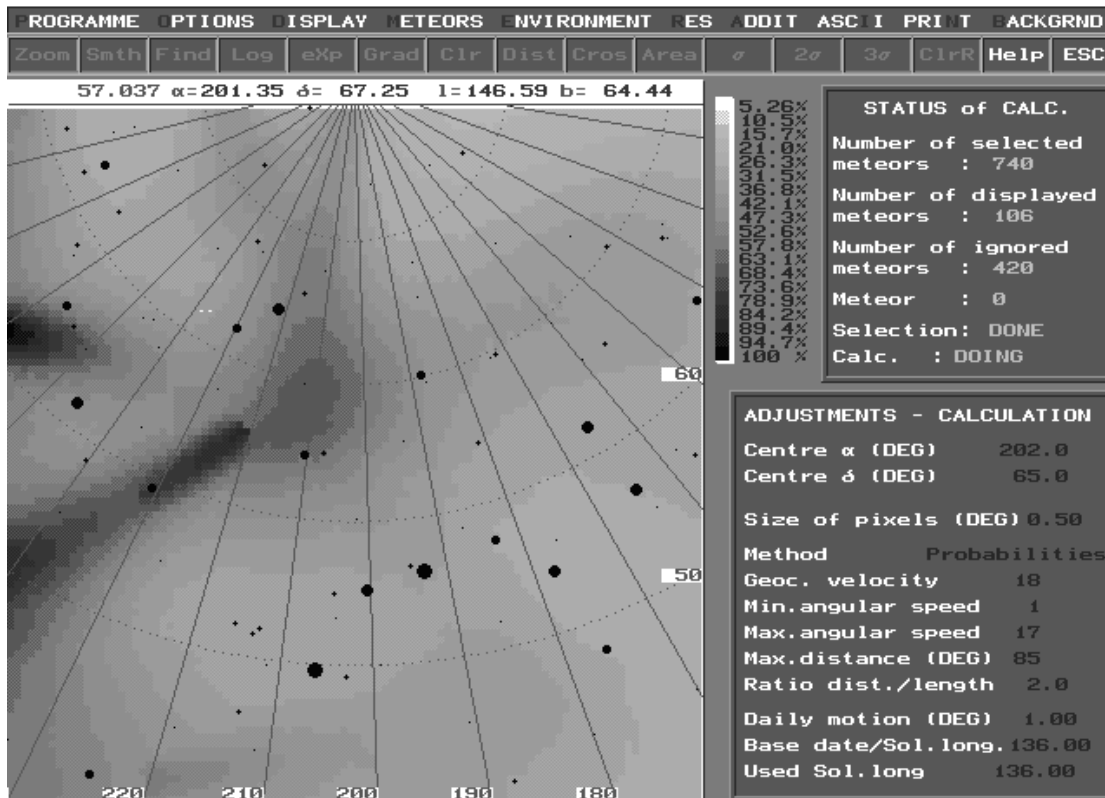 PROGRAMME OPTIONS DISPLAY METEORS ENVIRONMENT RES ADDIT ASCII PRINT BACKGRND
Zoom Smth Find Log eXp Grad Clr Dist Cros Area σ 2σ 3σ ClrR Help ESC
57.037 α=201.35 δ= 67.25 l=146.59 b= 64.44
5.26%
10.5%
15.7%
21.0%
26.3%
31.5%
36.8%
42.1%
47.3%
52.6%
57.8%
63.1%
68.4%
73.6%
78.9%
84.2%
89.4%
94.7%
100 %
STATUS of CALC.
Number of selected
meteors : 740
Number of displayed
meteors : 106
Number of ignored
meteors : 420
Meteor : 0
Selection: DONE
Calc. : DOING
60
50
220 210 200 190 180
ADJUSTMENTS - CALCULATION
Centre α (DEG) 202.0
Centre δ (DEG) 65.0
Size of pixels (DEG) 0.50
Method Probabilities
Geoc. velocity 18
Min.angular speed 1
Max.angular speed 17
Max.distance (DEG) 85
Ratio dist./length 2.0
Daily motion (DEG) 1.00
Base date/Sol.long. 136.00
Used Sol.long 136.00